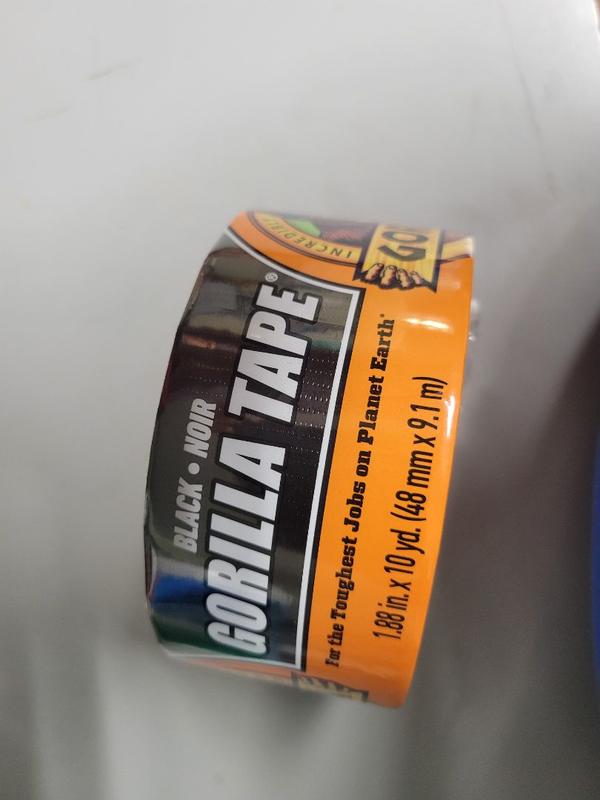 INCREDIBLY
BLACK • NOIR
GORILLA TAPE®
For the Toughest Jobs on Planet Earth®
1.88 in. x 10 yd. (48 mm x 9.1 m)